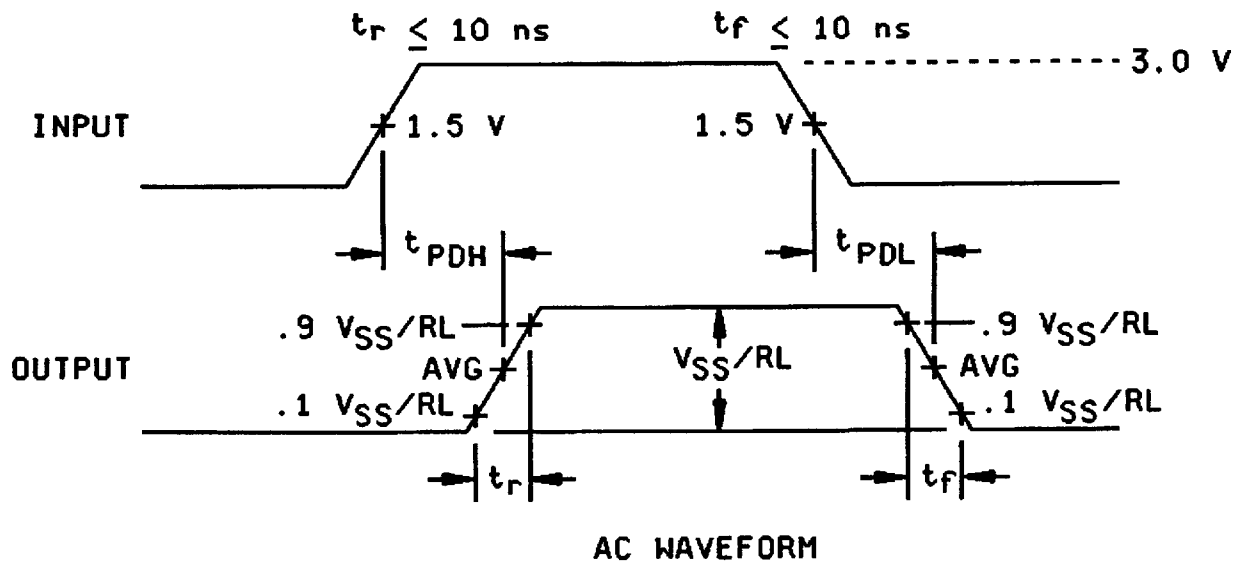 tr ≤ 10 ns tf ≤ 10 ns
3.0 V
INPUT 1.5 V 1.5 V
tPDH tPDL
.9 VSS/RL .9 VSS/RL
OUTPUT AVG VSS/RL AVG
.1 VSS/RL .1 VSS/RL
tr tf
AC WAVEFORM